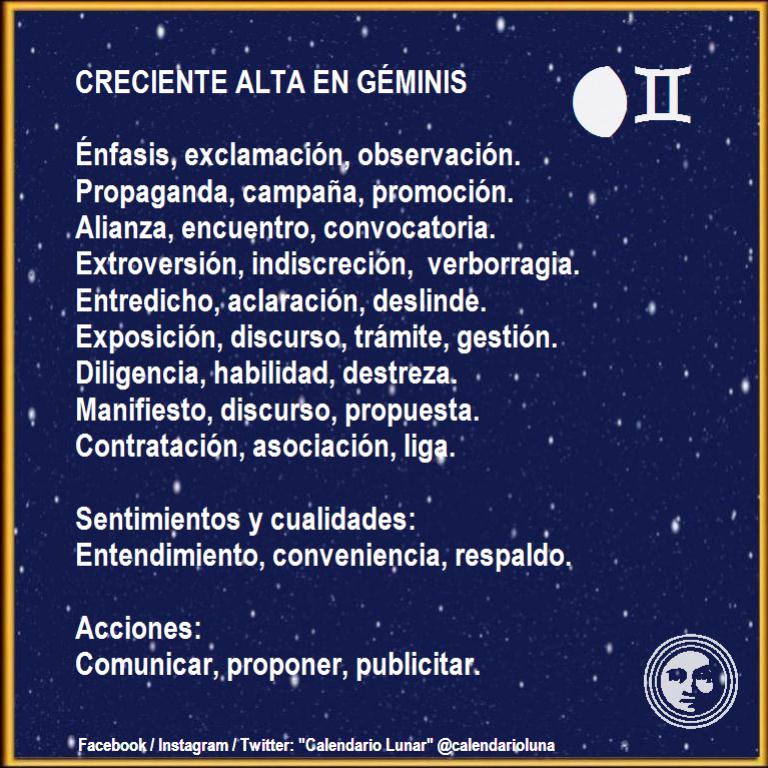 CRECIENTE ALTA EN GÉMINIS
Énfasis, exclamación, observación.
Propaganda, campaña, promoción.
Alianza, encuentro, convocatoria.
Extroversión, indiscreción,  verborragia.
Entredicho, aclaración, deslinde.
Exposición, discurso, trámite, gestión.
Diligencia, habilidad, destreza.
Manifiesto, discurso, propuesta.
Contratación, asociación, liga.
Sentimientos y cualidades:
Entendimiento, conveniencia, respaldo.
Acciones:
Comunicar, proponer, publicitar.
Facebook / Instagram / Twitter: "Calendario Lunar" @calendarioluna